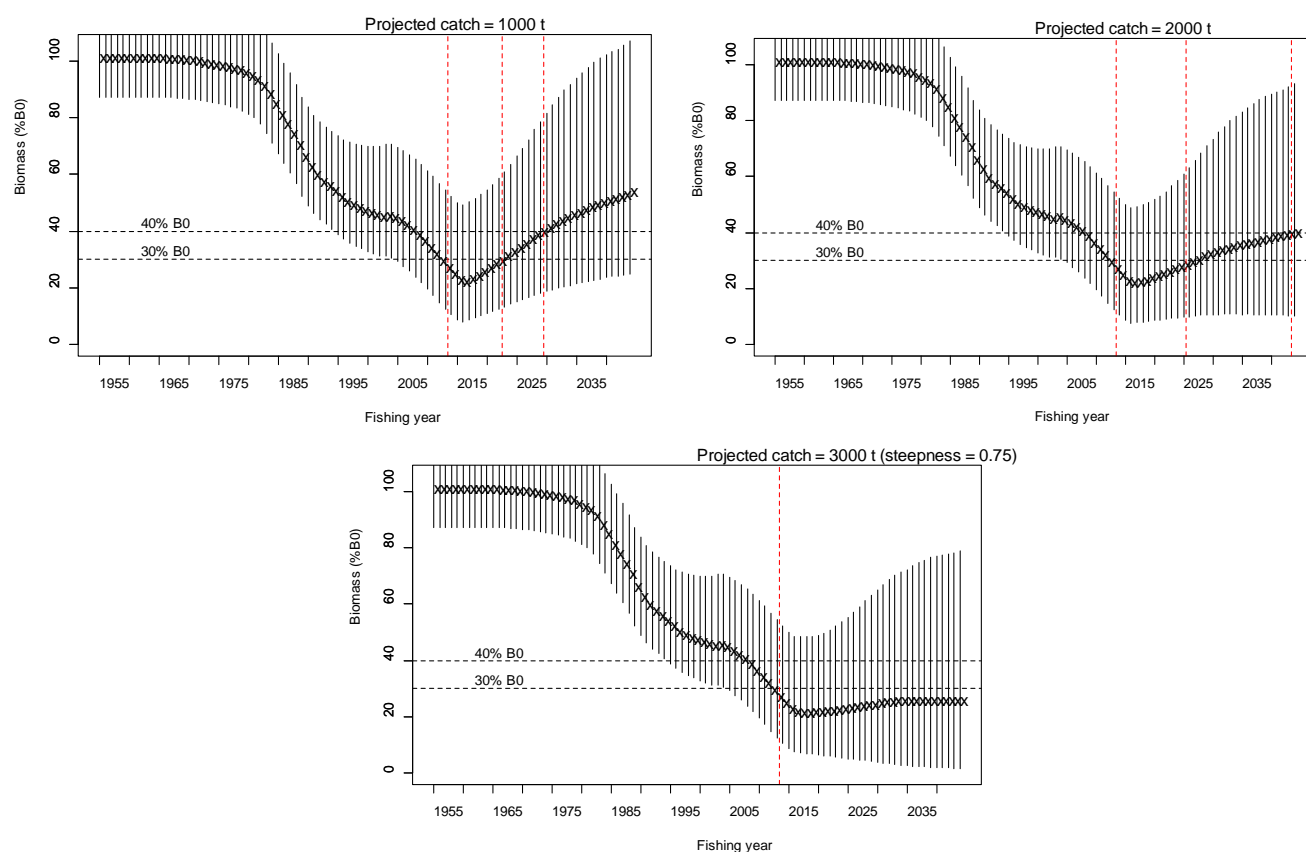 Projected catch = 1000 t
Biomass (%B0)
100
80
60
40
20
0
40% B0
30% B0
1955 1965 1975 1985 1995 2005 2015 2025 2035
Fishing year
Projected catch = 2000 t
Biomass (%B0)
100
80
60
40
20
0
40% B0
30% B0
1955 1965 1975 1985 1995 2005 2015 2025 2035
Fishing year
Projected catch = 3000 t (steepness = 0.75)
Biomass (%B0)
100
80
60
40
20
0
40% B0
30% B0
1955 1965 1975 1985 1995 2005 2015 2025 2035
Fishing year